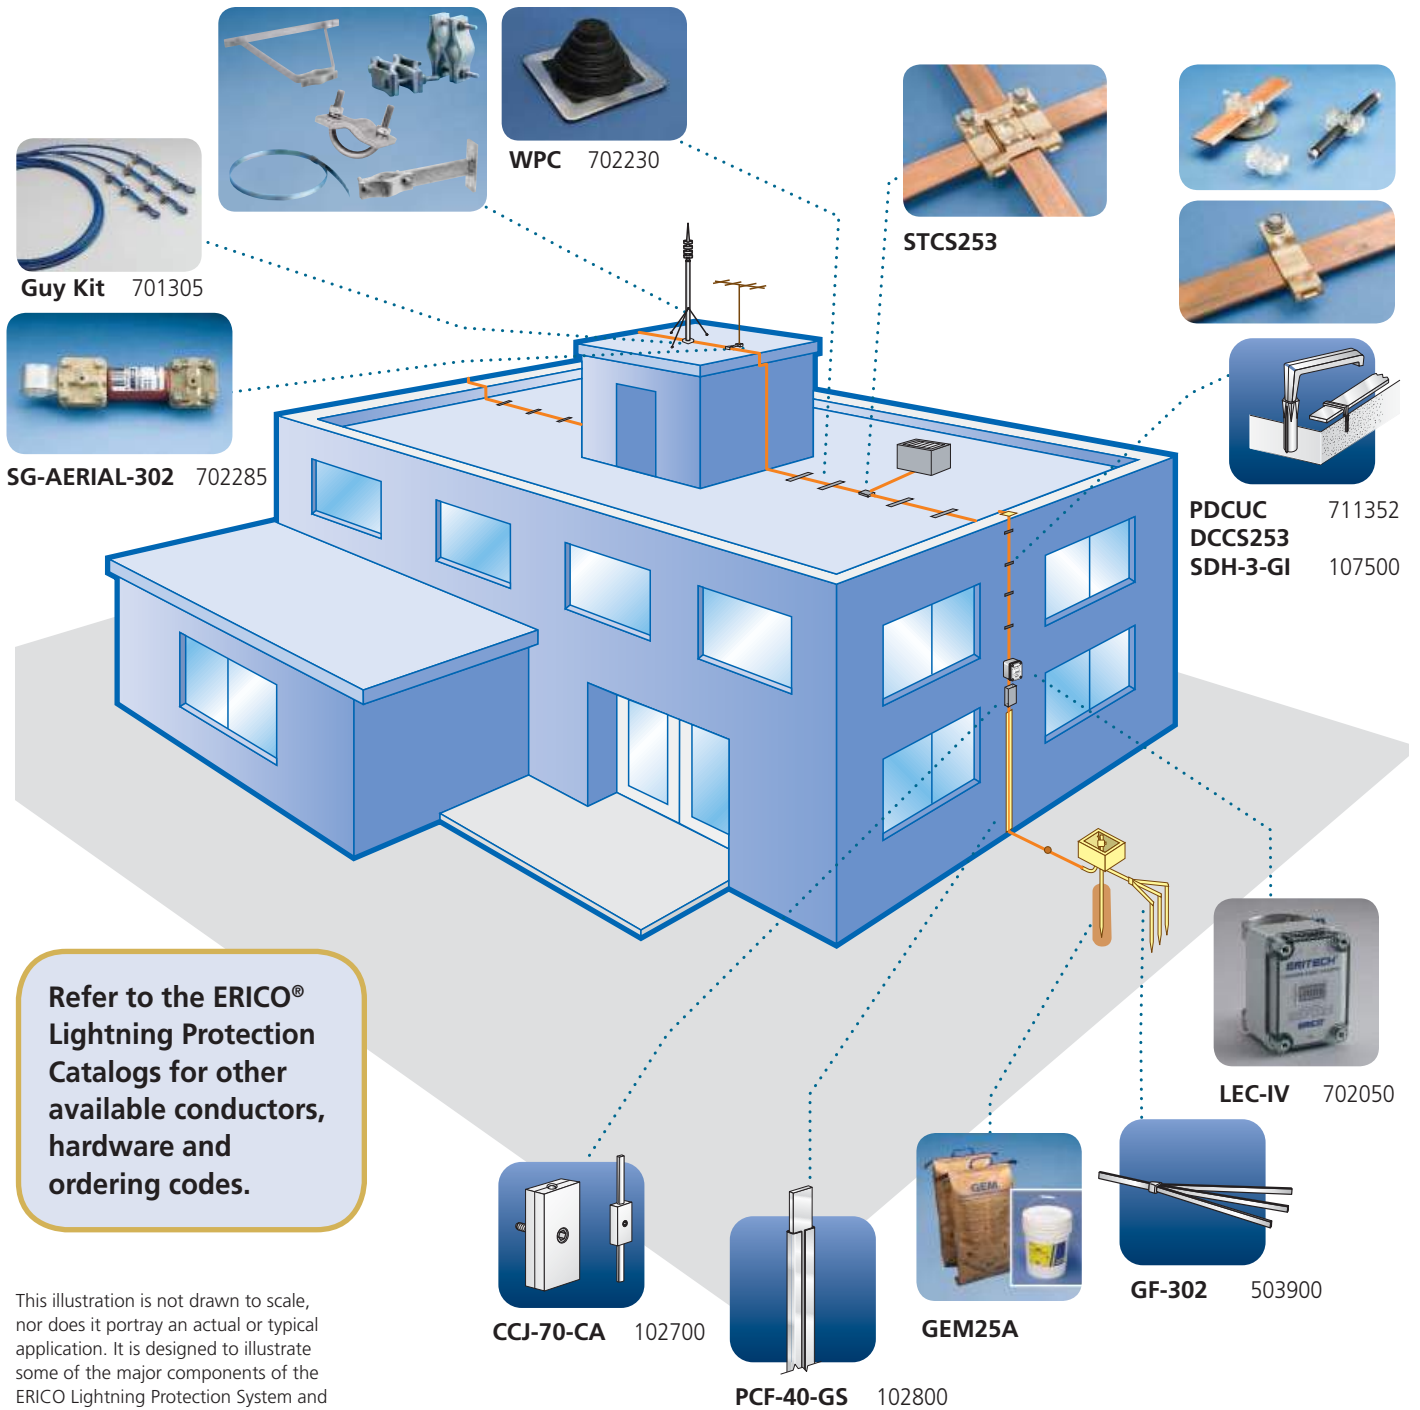 WPC 702230
STCS253
Guy Kit 701305
SG-AERIAL-302 702285
PDCUC 711352
DCCS253
SDH-3-GI 107500
Refer to the ERICO®
Lightning Protection
Catalogs for other
available conductors,
hardware and
ordering codes.
ERITECH
ERICO
LEC-IV 702050
GEM
GF-302 503900
GEM25A
CCJ-70-CA 102700
PCF-40-GS 102800
This illustration is not drawn to scale,
nor does it portray an actual or typical
application. It is designed to illustrate
some of the major components of the
ERICO Lightning Protection System and